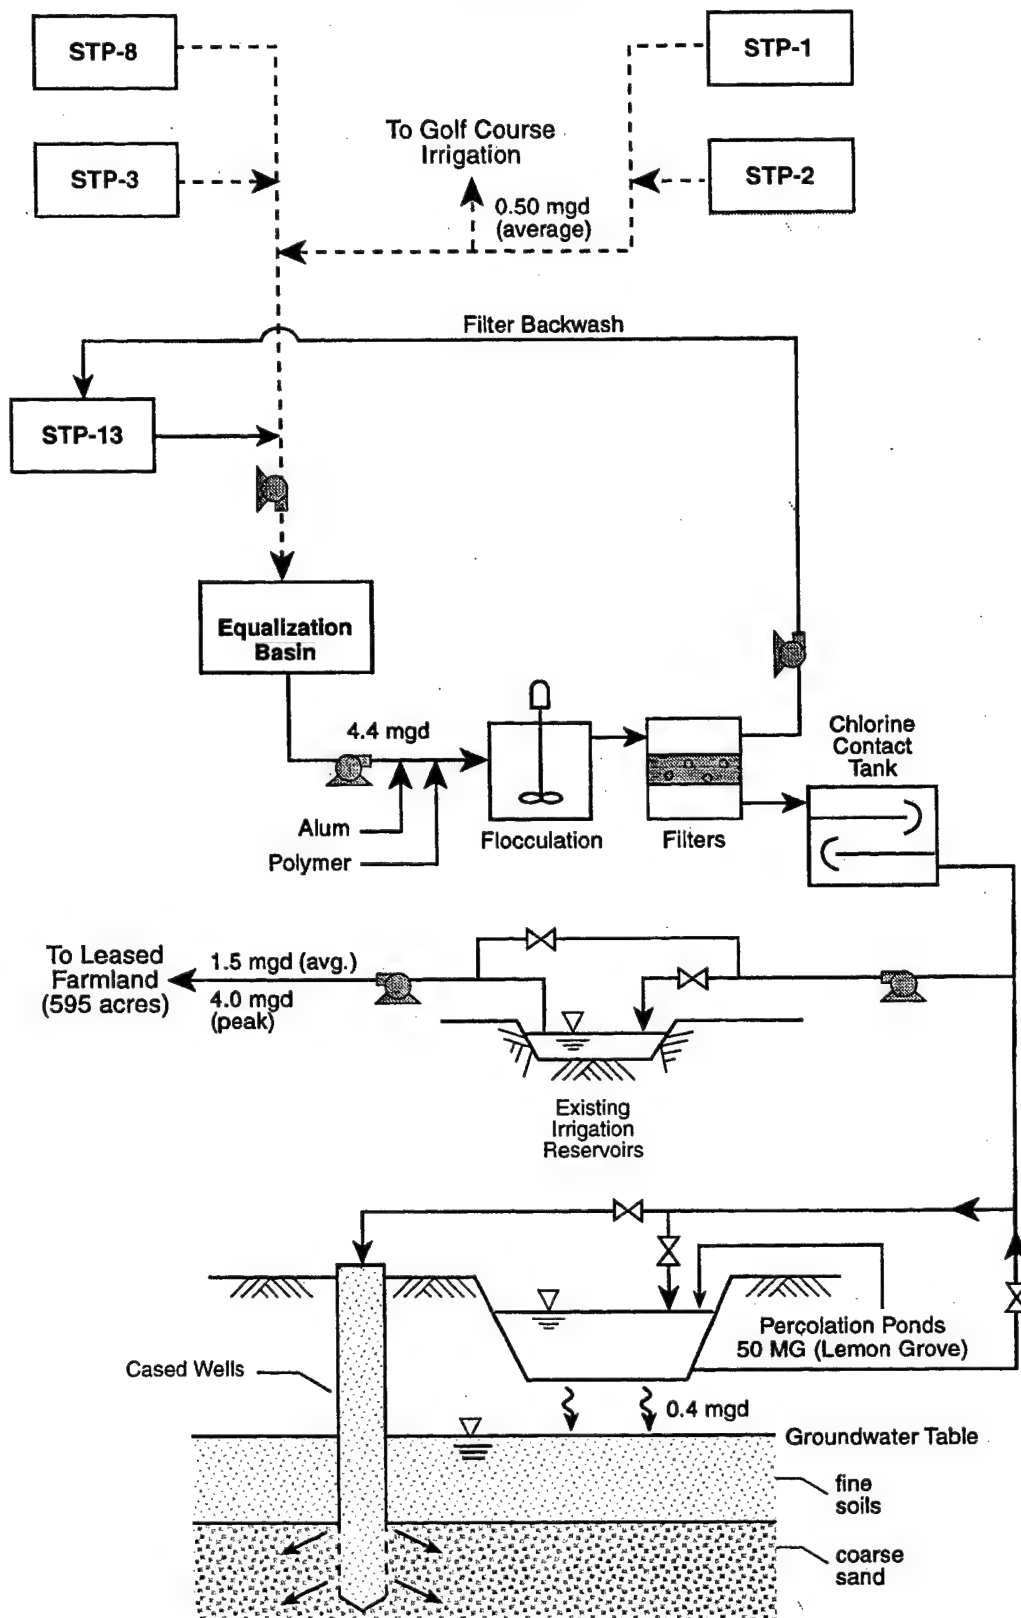 STP-8
STP-1
To Golf Course
Irrigation
STP-3
STP-2
0.50 mgd
(average)
Filter Backwash
STP-13
Equalization
Basin
4.4 mgd
Chlorine
Contact
Tank
Alum
Polymer
Flocculation
Filters
To Leased
Farmland
(595 acres)
1.5 mgd (avg.)
4.0 mgd
(peak)
Existing
Irrigation
Reservoirs
Percolation Ponds
50 MG (Lemon Grove)
Cased Wells
0.4 mgd
Groundwater Table
fine
soils
coarse
sand